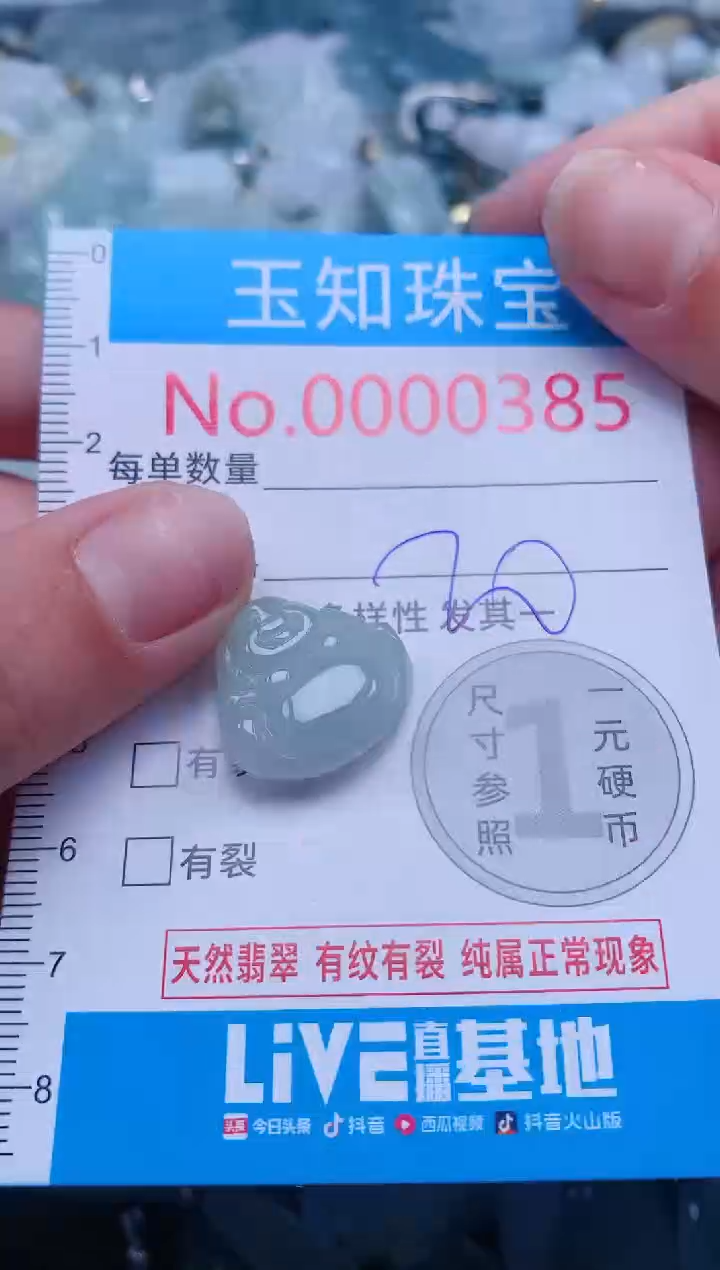 0
玉知珠宝
1
No.0000385
2
每单数量
20
多样性 发其一
尺寸参照
1
一元硬币
有
6
有裂
天然翡翠 有纹有裂 纯属正常现象
7
LiVE直播基地
8
头条 今日头条 抖音 西瓜视频 抖音火山版